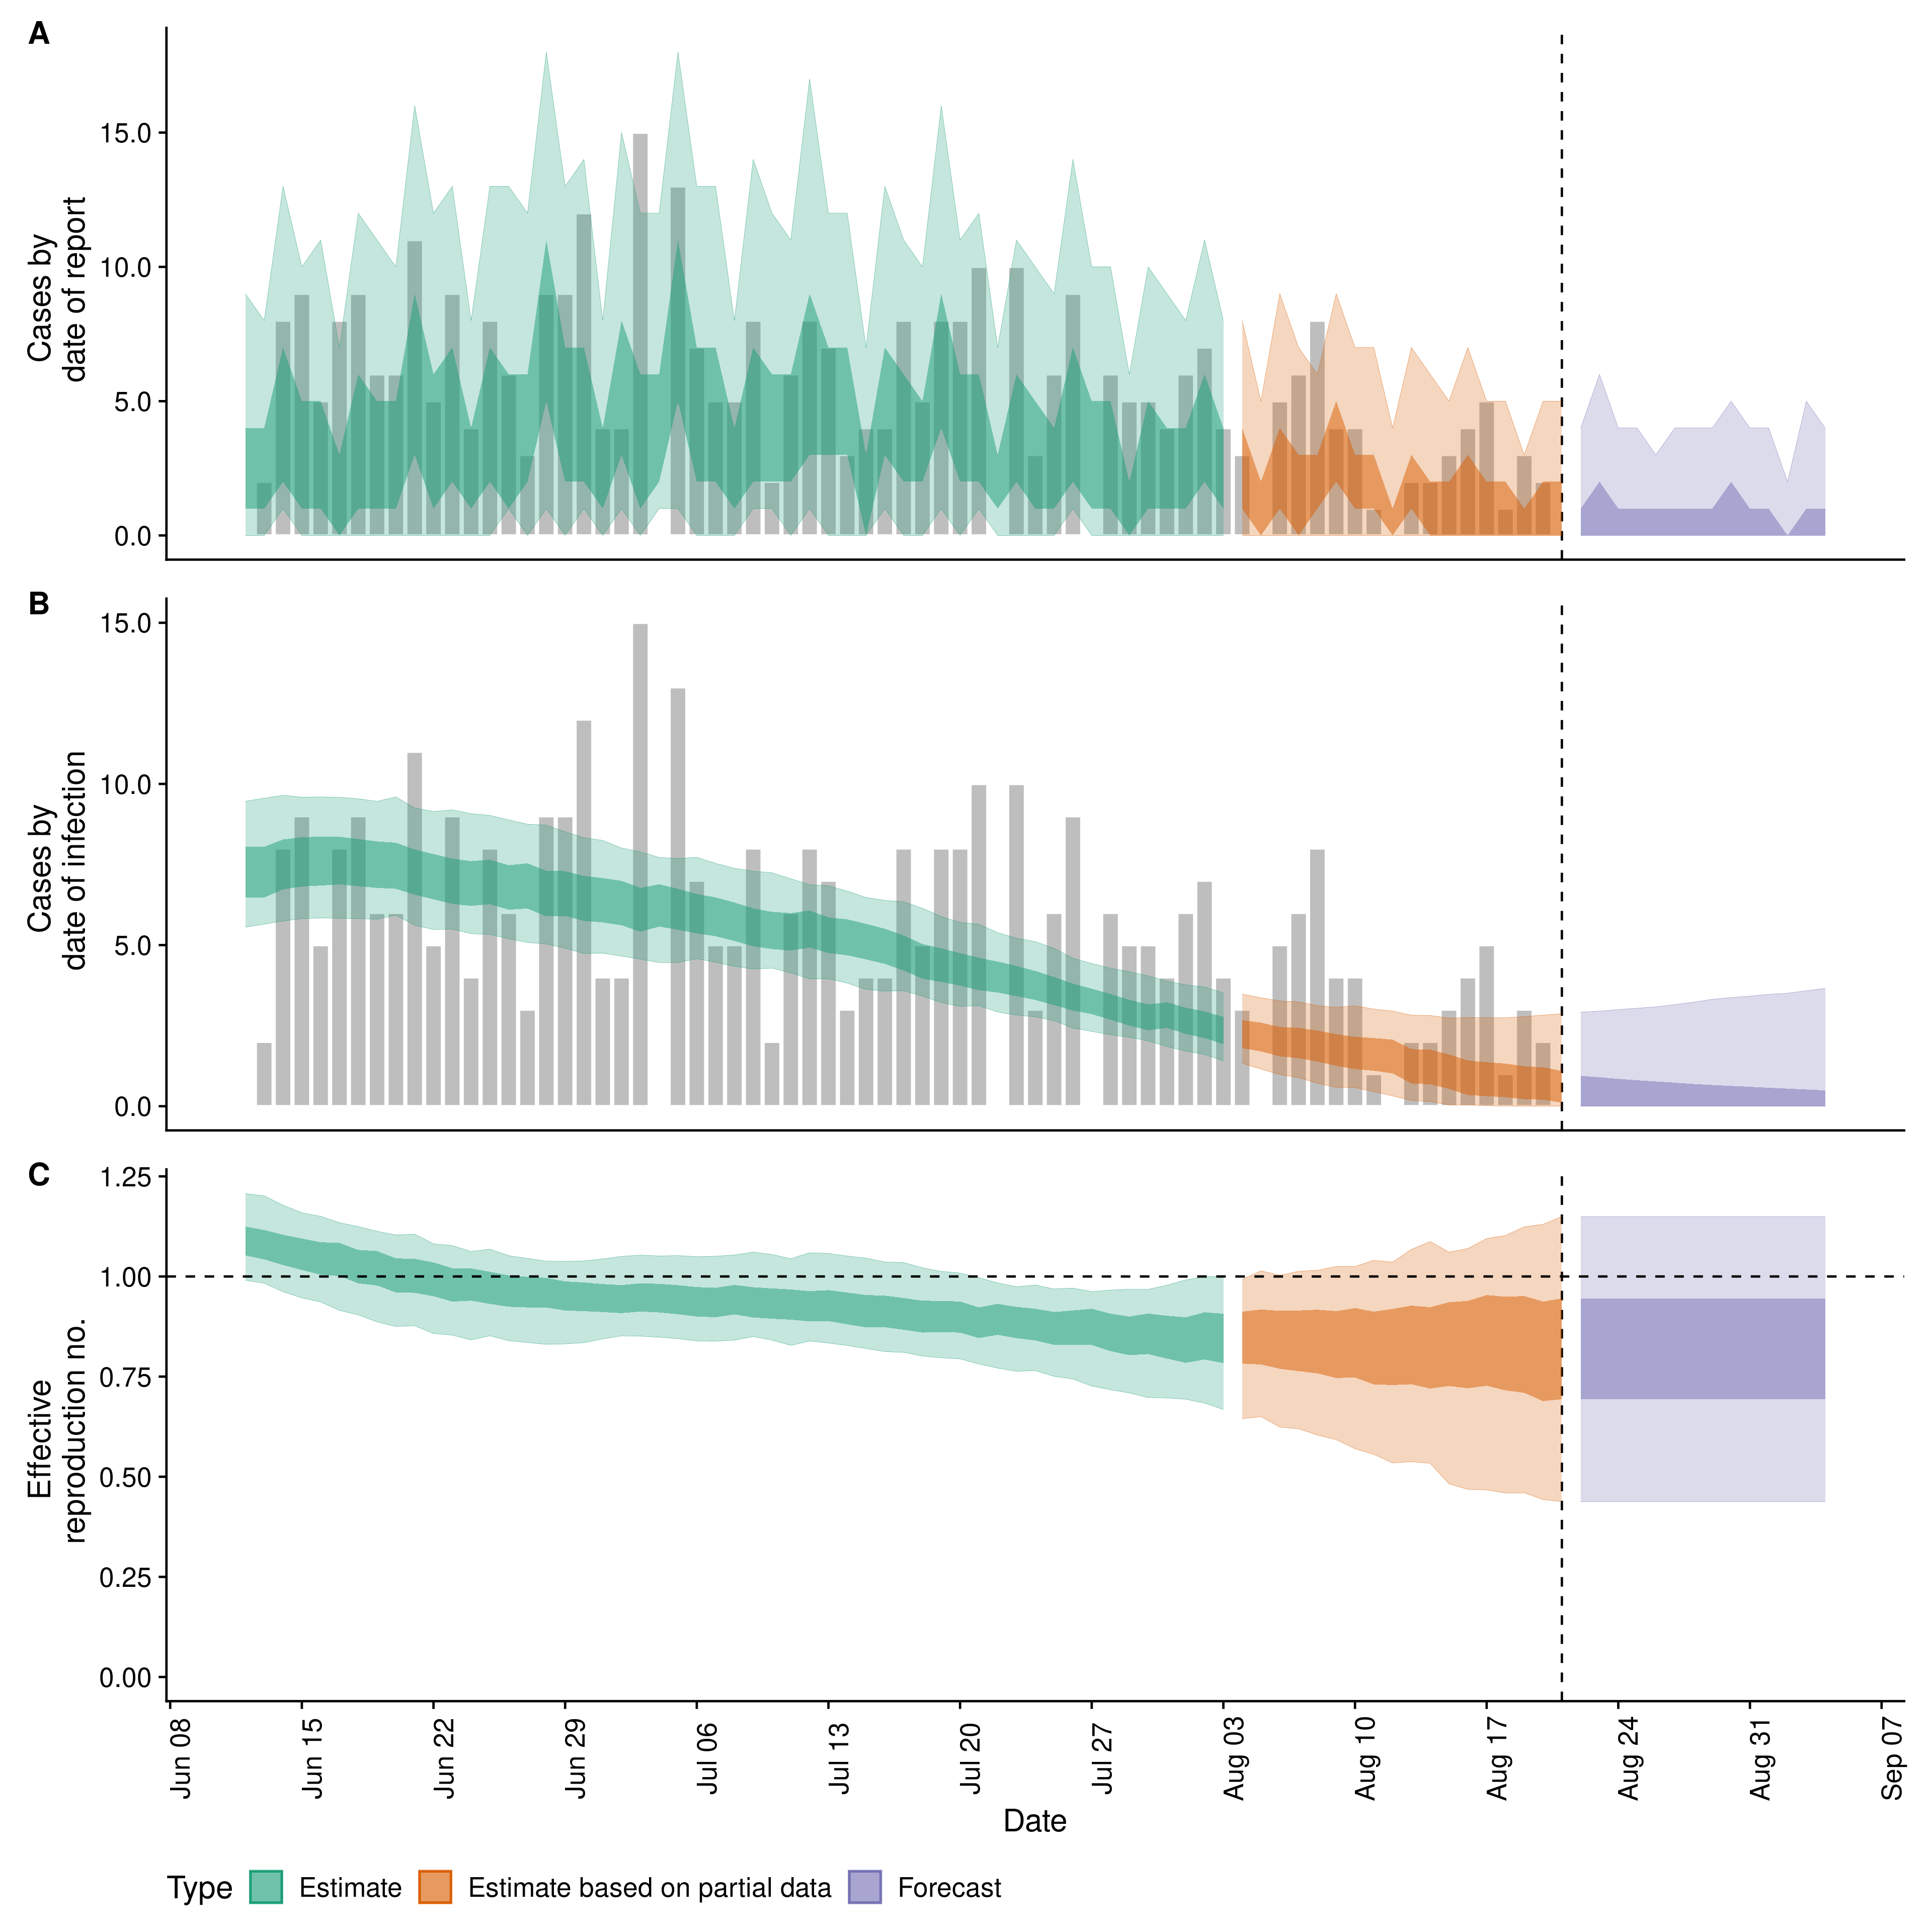 A
Cases by
date of report
15.0
10.0
5.0
0.0
B
Cases by
date of infection
15.0
10.0
5.0
0.0
C
Effective
reproduction no.
1.25
1.00
0.75
0.50
0.25
0.00
Jun 08
Jun 15
Jun 22
Jun 29
Jul 06
Jul 13
Jul 20
Jul 27
Aug 03
Aug 10
Aug 17
Aug 24
Aug 31
Sep 07
Date
Type Estimate Estimate based on partial data Forecast